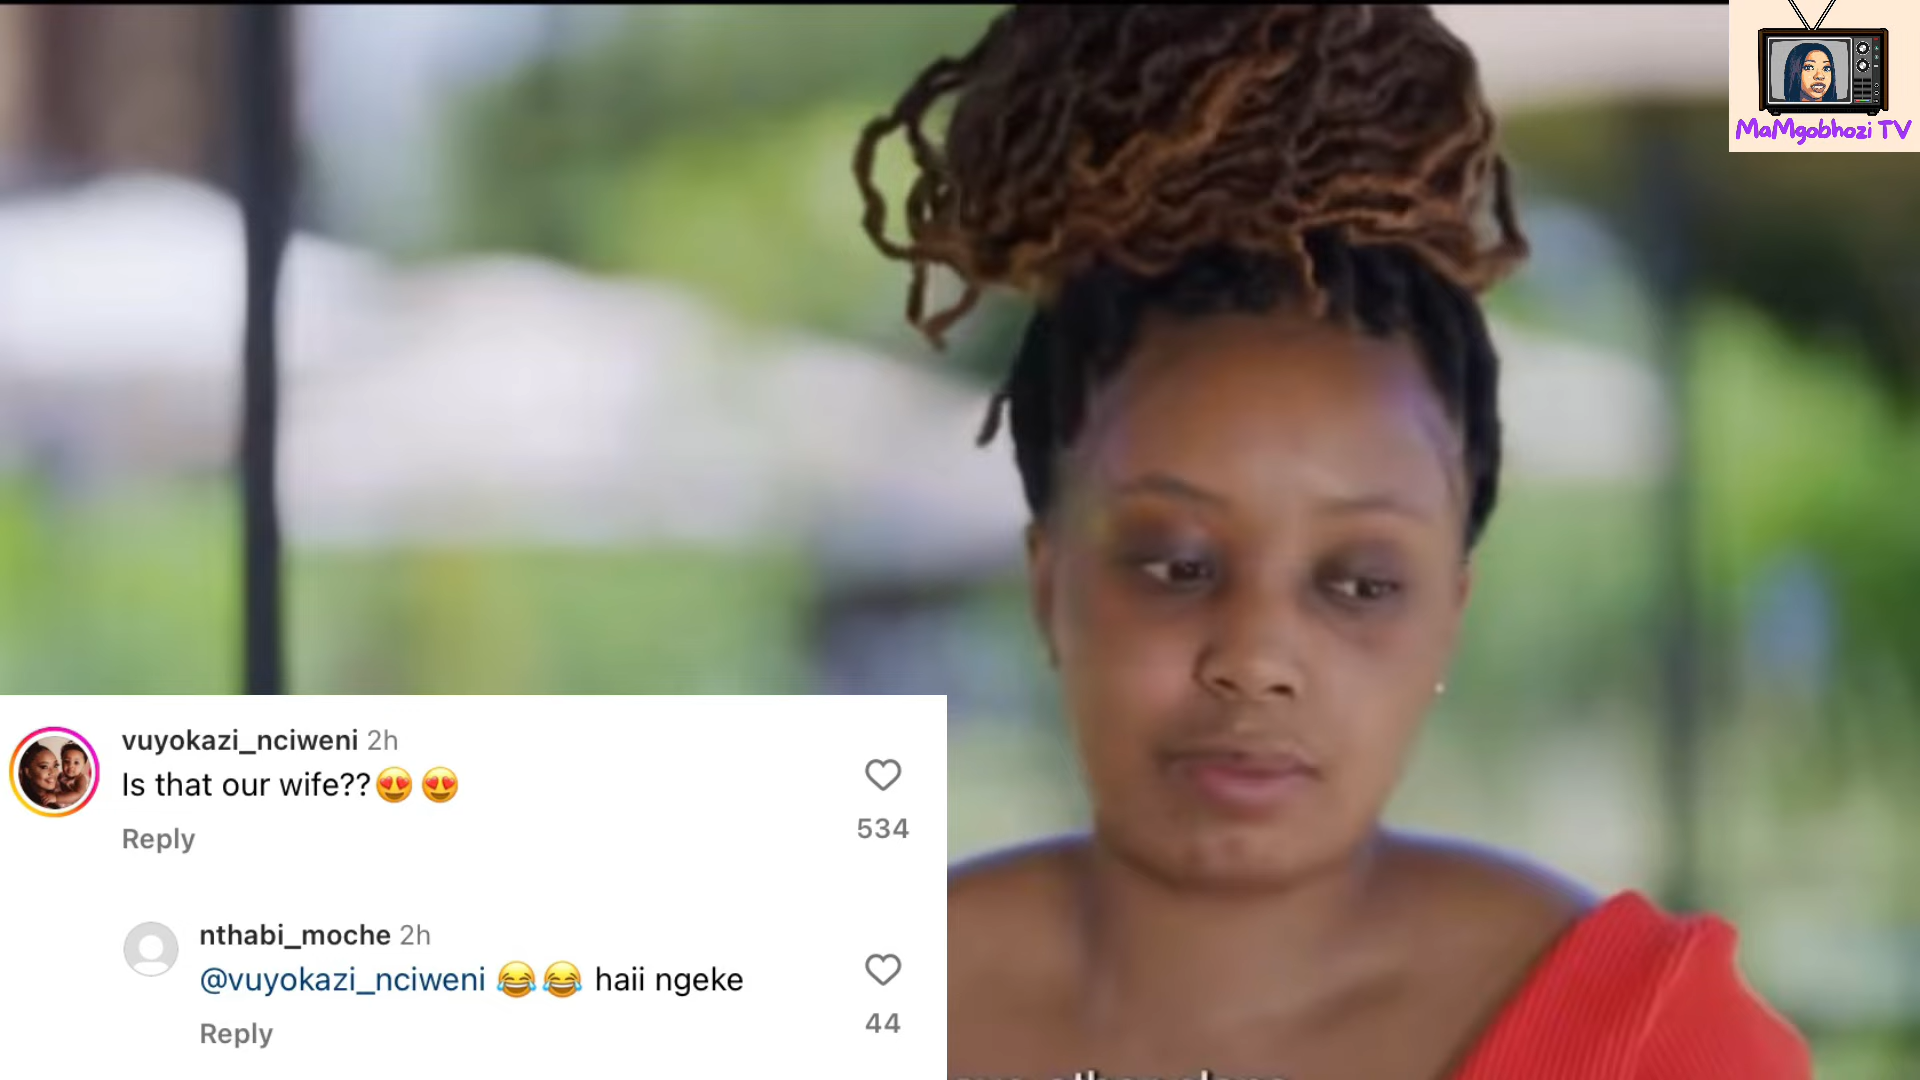 MaMgobhozi TV
vuyokazi_nciweni 2h
Is that our wife??😍 😍
534
Reply
nthabi_moche 2h
@vuyokazi_nciweni 😂😂 haii ngeke
44
Reply